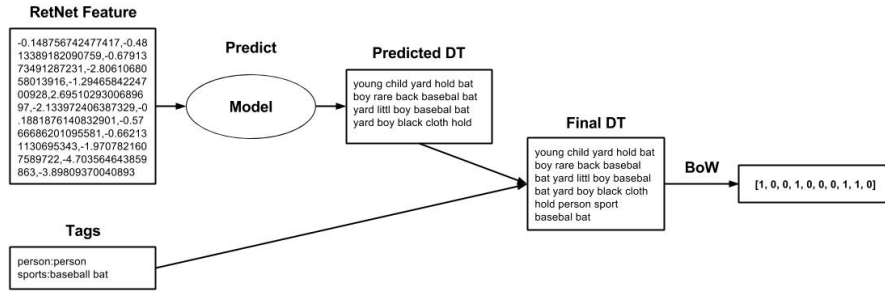 RetNet Feature
-0.148756742477417,-0.48
13389182090759,-0.67913
73491287231,-2.80610680
58013916,-1.29465842247
00928,2.69510293006896
97,-2.133972406387329,-0
.1881876140832901,-0.57
66686201095581,-0.66213
1130695343,-1.970782160
7589722,-4.703564643859
863,-3.89809370040893
Predict
Model
Predicted DT
young child yard hold bat
boy rare back basebal bat
yard littl boy basebal bat
yard boy black cloth hold
Tags
person:person
sports:baseball bat
Final DT
young child yard hold bat
boy rare back basebal
bat yard littl boy basebal
bat yard boy black cloth
hold person sport
basebal bat
BoW
[1, 0, 0, 1, 0, 0, 0, 1, 1, 0]